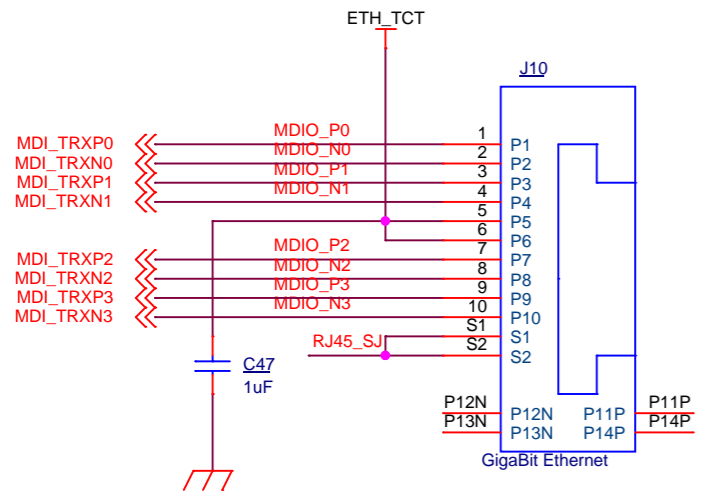 ETH_TCT
J10
MDI_TRXP0 MDIO_P0 1 P1
MDI_TRXN0 MDIO_N0 2 P2
MDI_TRXP1 MDIO_P1 3 P3
MDI_TRXN1 MDIO_N1 4 P4
5 P5
6 P6
MDI_TRXP2 MDIO_P2 7 P7
MDI_TRXN2 MDIO_N2 8 P8
MDI_TRXP3 MDIO_P3 9 P9
MDI_TRXN3 MDIO_N3 10 P10
S1 S1
RJ45_SJ S2 S2
C47
1uF
P12N P12N P11P P11P
P13N P13N P14P P14P
GigaBit Ethernet